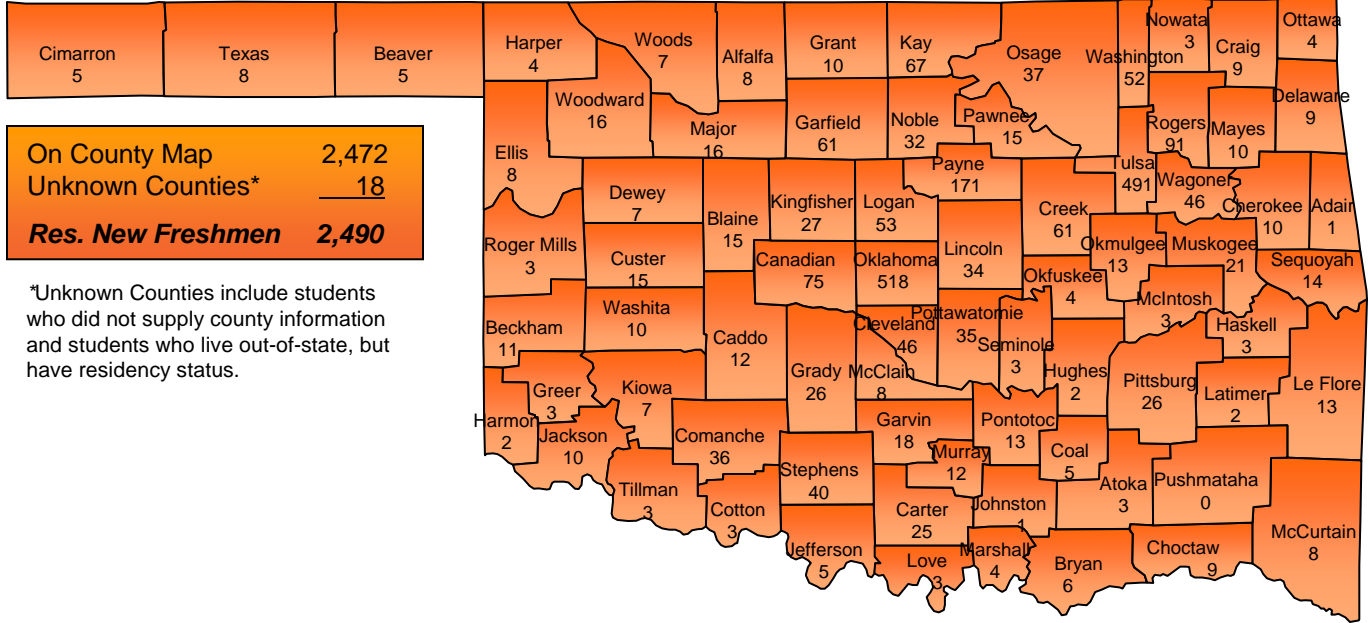 Cimarron
5
Texas
8
Beaver
5
Harper
4
Woods
7
Alfalfa
8
Grant
10
Kay
67
Osage
37
Washington
52
Nowata
3
Craig
9
Ottawa
4
Woodward
16
Major
16
Garfield
61
Noble
32
Pawnee
15
Rogers
91
Mayes
10
Delaware
9
On County Map 2,472
Unknown Counties* 18
Res. New Freshmen 2,490
*Unknown Counties include students
who did not supply county information
and students who live out-of-state, but
have residency status.
Ellis
8
Dewey
7
Blaine
15
Kingfisher
27
Logan
53
Payne
171
Creek
61
Tulsa
491
Wagoner
46
Cherokee
10
Adair
1
Roger Mills
3
Custer
15
Canadian
75
Oklahoma
518
Lincoln
34
Okmulgee
13
Muskogee
21
Sequoyah
14
Okfuskee
4
McIntosh
3
Haskell
3
Beckham
11
Washita
10
Caddo
12
Grady
26
Cleveland
46
McClain
8
Pottawatomie
35
Seminole
3
Hughes
2
Pittsburg
26
Latimer
2
Le Flore
13
Harmon
2
Greer
3
Jackson
10
Kiowa
7
Comanche
36
Stephens
40
Garvin
18
Murray
12
Pontotoc
13
Coal
5
Atoka
3
Pushmataha
0
McCurtain
8
Tillman
3
Cotton
3
Jefferson
5
Carter
25
Johnston
1
Love
3
Marshall
4
Bryan
6
Choctaw
9